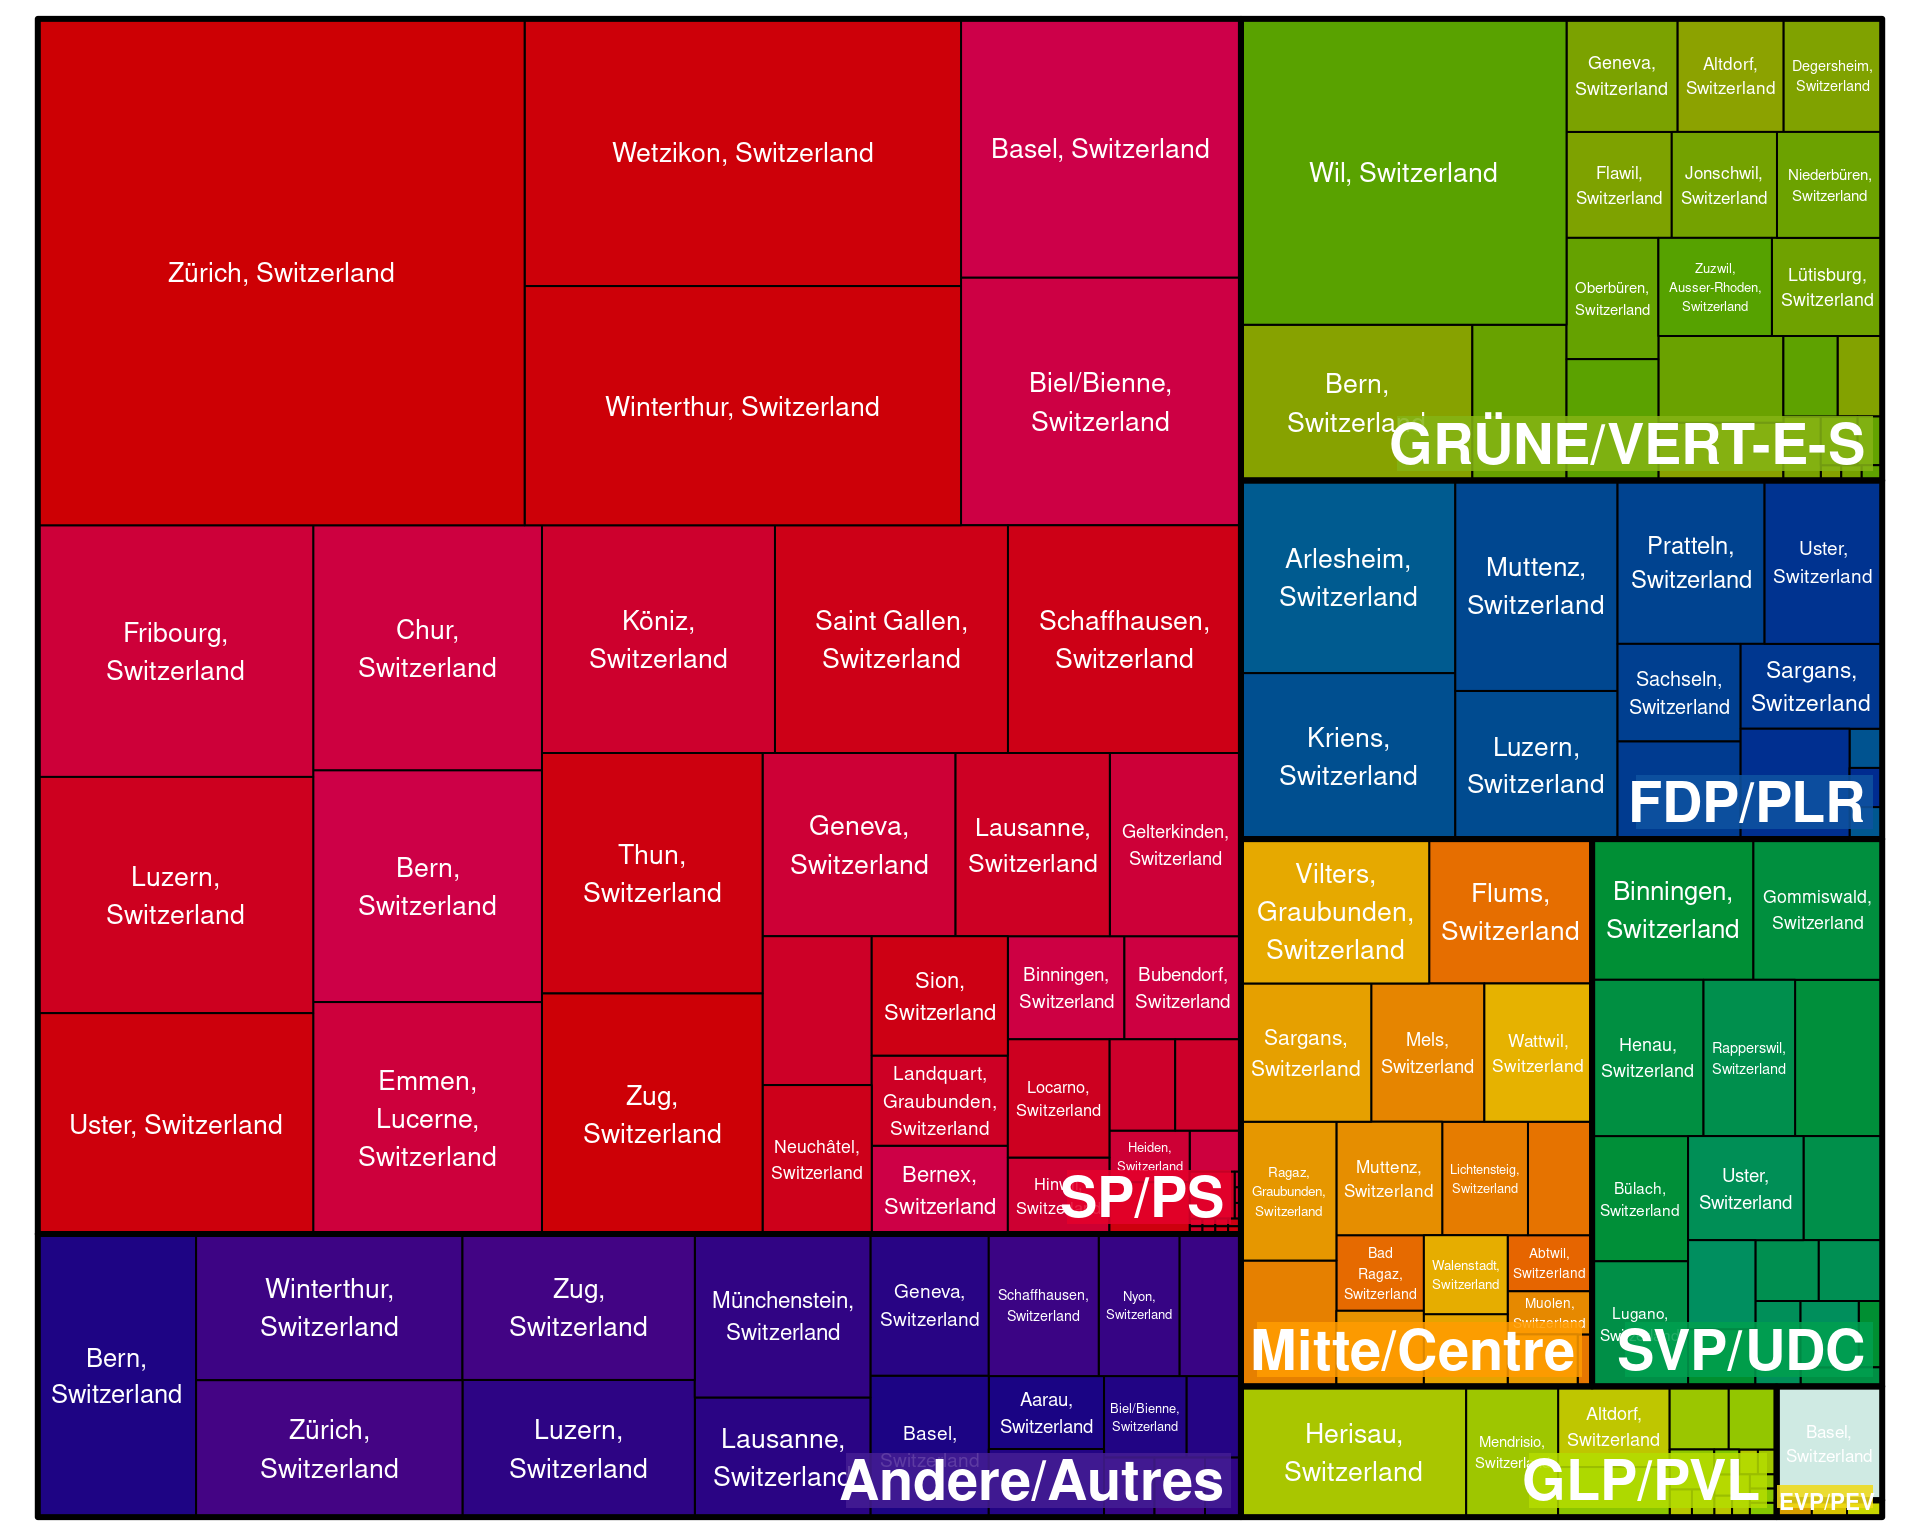 Zürich, Switzerland
Wetzikon, Switzerland
Winterthur, Switzerland
Basel, Switzerland
Biel/Bienne,
Switzerland
Fribourg,
Switzerland
Chur,
Switzerland
Köniz,
Switzerland
Saint Gallen,
Switzerland
Schaffhausen,
Switzerland
Luzern,
Switzerland
Bern,
Switzerland
Thun,
Switzerland
Geneva,
Switzerland
Lausanne,
Switzerland
Gelterkinden,
Switzerland
Uster, Switzerland
Emmen,
Lucerne,
Switzerland
Zug,
Switzerland
Sion,
Switzerland
Binningen,
Switzerland
Bubendorf,
Switzerland
Landquart,
Graubunden,
Switzerland
Locarno,
Switzerland
Neuchâtel,
Switzerland
Bernex,
Switzerland
Heiden,
Switzerland
SP/PS
Bern,
Switzerland
Winterthur,
Switzerland
Zug,
Switzerland
Münchenstein,
Switzerland
Geneva,
Switzerland
Schaffhausen,
Switzerland
Nyon,
Switzerland
Zürich,
Switzerland
Luzern,
Switzerland
Lausanne,
Switzerland
Basel,
Switzerland
Aarau,
Switzerland
Biel/Bienne,
Switzerland
Andere/Autres
Wil, Switzerland
Geneva,
Switzerland
Altdorf,
Switzerland
Degersheim,
Switzerland
Flawil,
Switzerland
Jonschwil,
Switzerland
Niederbüren,
Switzerland
Oberbüren,
Switzerland
Zuzwil,
Ausser-Rhoden,
Switzerland
Lütisburg,
Switzerland
Bern,
Switzerland
GRÜNE/VERT-E-S
Arlesheim,
Switzerland
Muttenz,
Switzerland
Pratteln,
Switzerland
Uster,
Switzerland
Sachseln,
Switzerland
Sargans,
Switzerland
Kriens,
Switzerland
Luzern,
Switzerland
FDP/PLR
Vilters,
Graubunden,
Switzerland
Flums,
Switzerland
Sargans,
Switzerland
Mels,
Switzerland
Wattwil,
Switzerland
Ragaz,
Graubunden,
Switzerland
Muttenz,
Switzerland
Lichtensteig,
Switzerland
Bad
Ragaz,
Switzerland
Walenstadt,
Switzerland
Abtwil,
Switzerland
Muolen,
Switzerland
Mitte/Centre
Binningen,
Switzerland
Gommiswald,
Switzerland
Henau,
Switzerland
Rapperswil,
Switzerland
Bülach,
Switzerland
Uster,
Switzerland
Lugano,
SVP/UDC
Herisau,
Switzerland
Mendrisio,
Altdorf,
Switzerland
GLP/PVL
Basel,
Switzerland
EVP/PEV